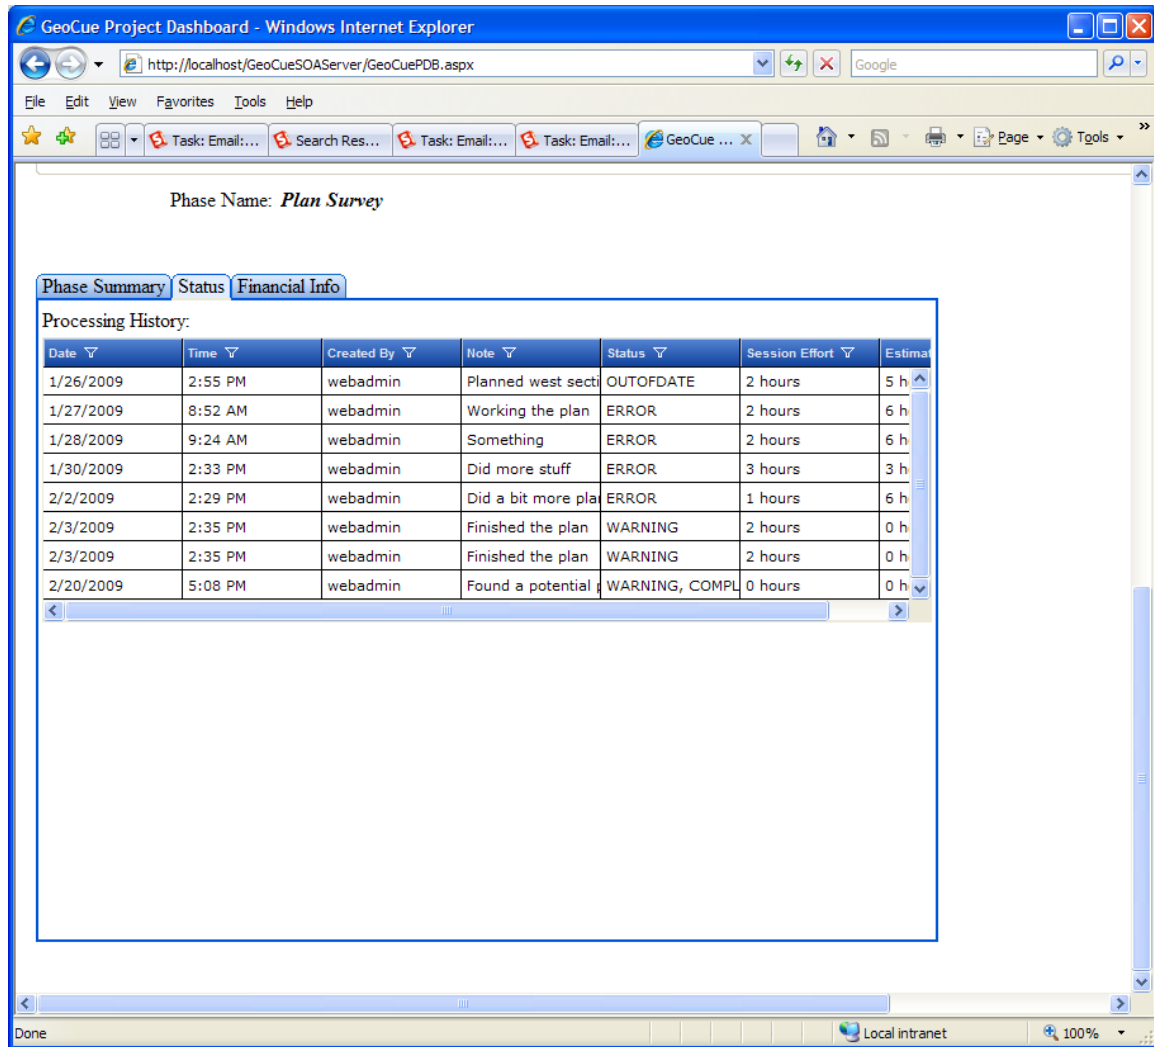 GeoCue Project Dashboard - Windows Internet Explorer
http://localhost/GeoCueSOAServer/GeoCuePDB.aspx Google
File Edit View Favorites Tools Help
Task: Email:... Search Res... Task: Email:... Task: Email:... GeoCue ... X Page Tools »
Phase Name: Plan Survey
Phase Summary Status Financial Info
Processing History:
Date Time Created By Note Status Session Effort Estimat
1/26/2009 2:55 PM webadmin Planned west secti OUTOFDATE 2 hours 5 h
1/27/2009 8:52 AM webadmin Working the plan ERROR 2 hours 6 h
1/28/2009 9:24 AM webadmin Something ERROR 2 hours 6 h
1/30/2009 2:33 PM webadmin Did more stuff ERROR 3 hours 3 h
2/2/2009 2:29 PM webadmin Did a bit more pla ERROR 1 hours 6 h
2/3/2009 2:35 PM webadmin Finished the plan WARNING 2 hours 0 h
2/3/2009 2:35 PM webadmin Finished the plan WARNING 2 hours 0 h
2/20/2009 5:08 PM webadmin Found a potential WARNING, COMPL 0 hours 0 h
Done Local intranet 100%